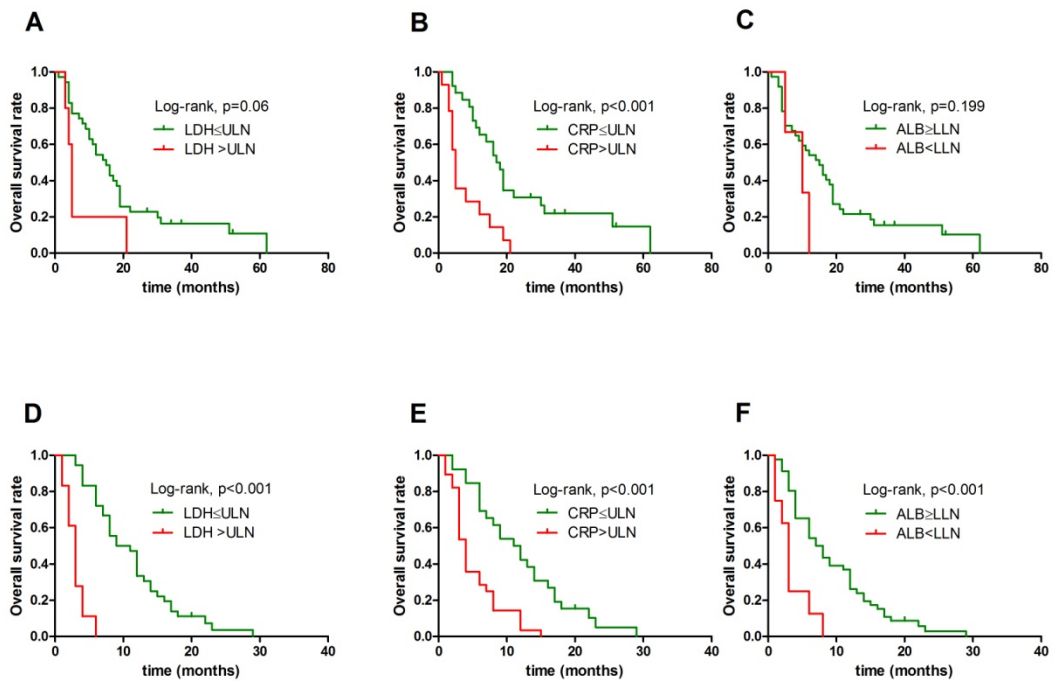 A
Overall survival rate
1.0
0.8
0.6
0.4
0.2
0.0
0 20 40 60 80
time (months)
Log-rank, p=0.06
LDH≤ULN
LDH >ULN
B
Overall survival rate
1.0
0.8
0.6
0.4
0.2
0.0
0 20 40 60 80
time (months)
Log-rank, p<0.001
CRP≤ULN
CRP>ULN
C
Overall survival rate
1.0
0.8
0.6
0.4
0.2
0.0
0 20 40 60 80
time (months)
Log-rank, p=0.199
ALB≥LLN
ALB<LLN
D
Overall survival rate
1.0
0.8
0.6
0.4
0.2
0.0
0 10 20 30 40
time (months)
Log-rank, p<0.001
LDH≤ULN
LDH >ULN
E
Overall survival rate
1.0
0.8
0.6
0.4
0.2
0.0
0 10 20 30 40
time (months)
Log-rank, p<0.001
CRP≤ULN
CRP>ULN
F
Overall survival rate
1.0
0.8
0.6
0.4
0.2
0.0
0 10 20 30 40
time (months)
Log-rank, p<0.001
ALB≥LLN
ALB<LLN